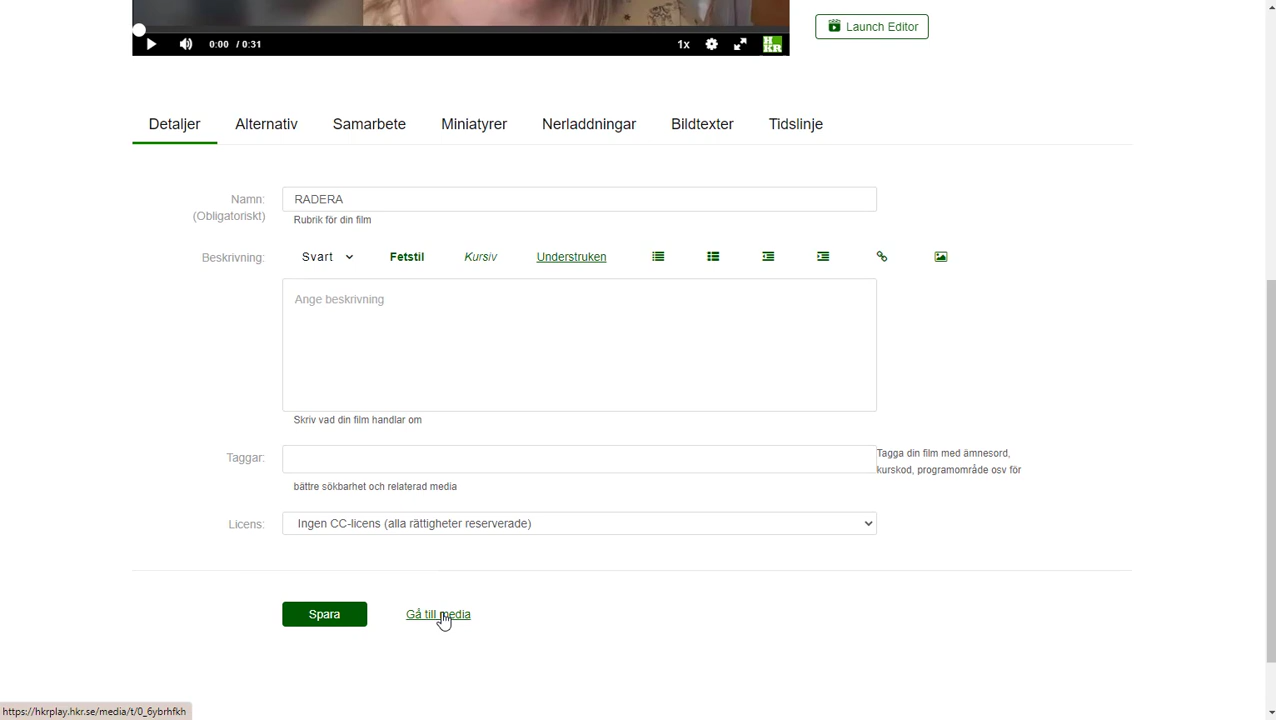 Launch Editor
0:00 / 0:31
1x
HKR
Detaljer Alternativ Samarbete Miniatyrer Nerladdningar Bildtexter Tidslinje
Namn: RADERA
(Obligatoriskt)
Rubrik för din film
Beskrivning: Svart Fetstil Kursiv Understruken
Ange beskrivning
Skriv vad din film handlar om
Taggar: Tagga din film med ämnesord,
kurskod, programområde osv för
bättre sökbarhet och relaterad media
Licens: Ingen CC-licens (alla rättigheter reserverade)
Spara Gå till media
https://hkrplay.hkr.se/media/t/0_6ybrhfkh